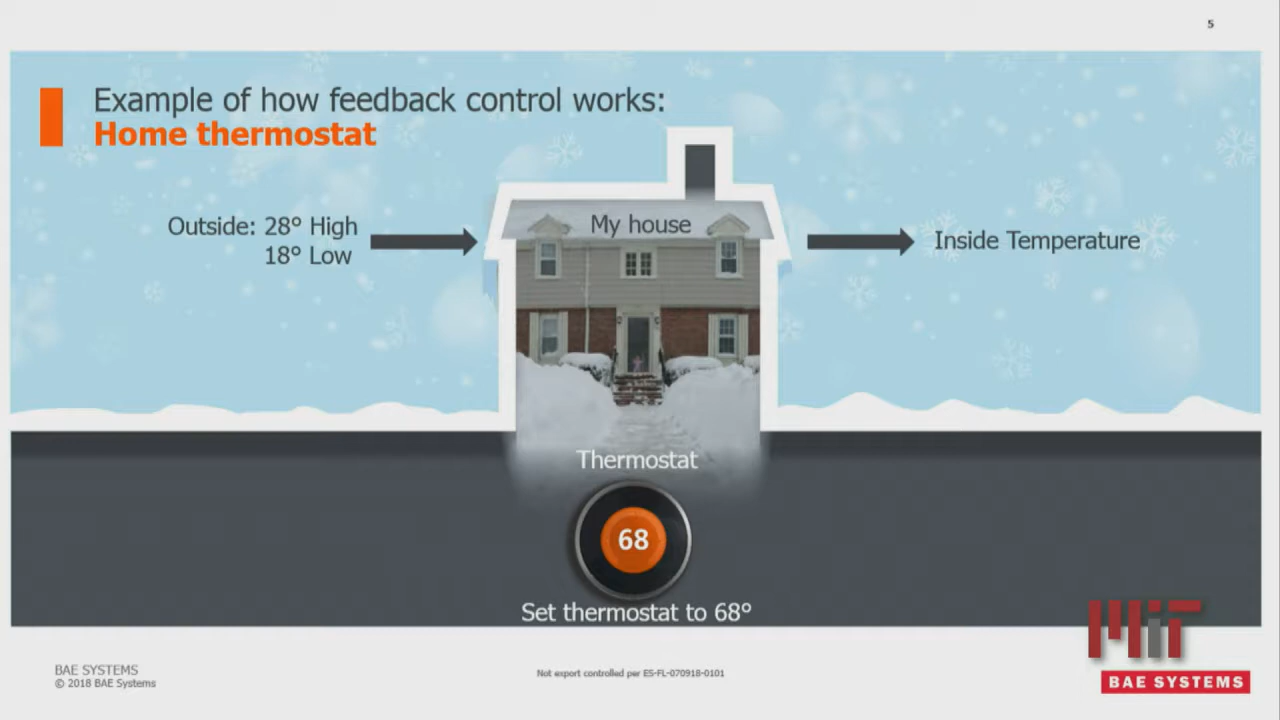 5
Example of how feedback control works:
Home thermostat
Outside: 28° High
18° Low
My house
Inside Temperature
Thermostat
68
Set thermostat to 68°
BAE SYSTEMS
© 2018 BAE Systems
Not export controlled per ES-FL-070918-0101
MIT
BAE SYSTEMS